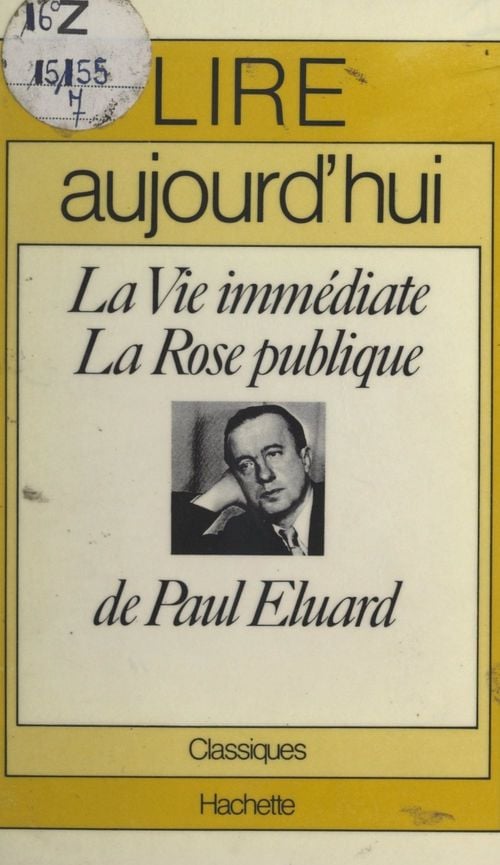 16° Z
15155
7
LIRE
aujourd'hui
La Vie immédiate
La Rose publique
de Paul Eluard
Classiques
Hachette